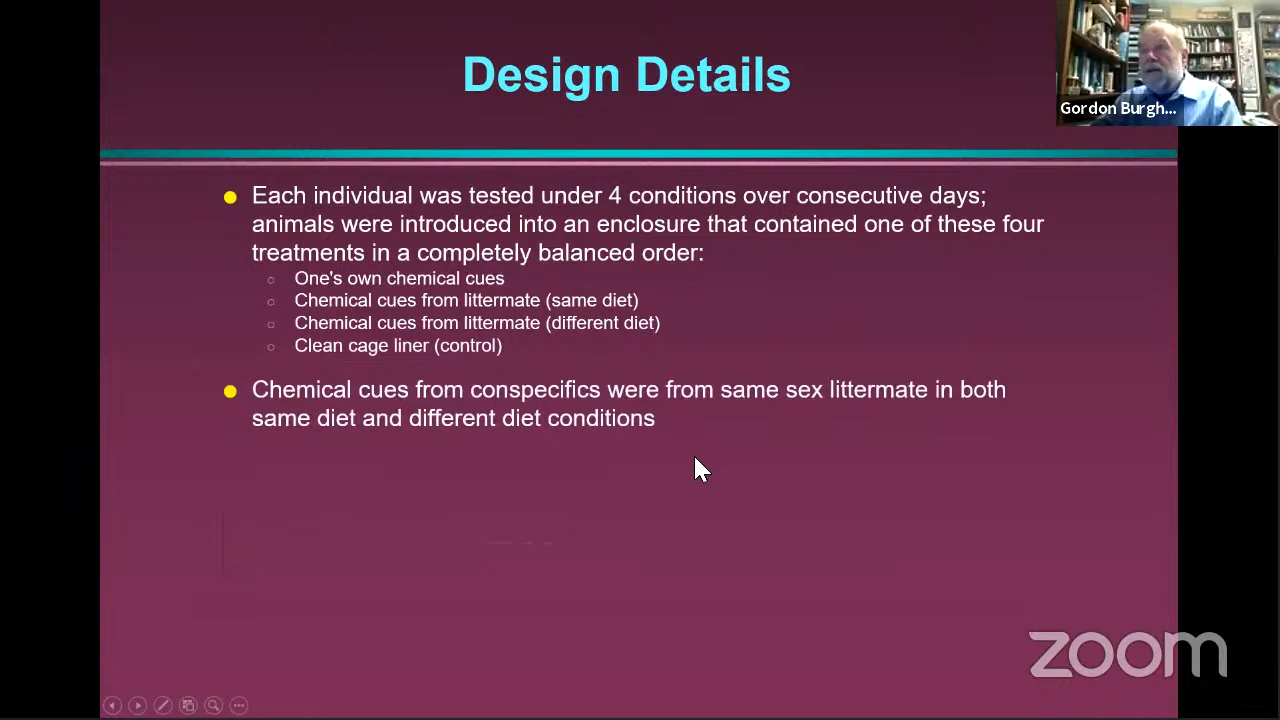 Design Details
Gordon Burgh...
Each individual was tested under 4 conditions over consecutive days;
animals were introduced into an enclosure that contained one of these four
treatments in a completely balanced order:
One's own chemical cues
Chemical cues from littermate (same diet)
Chemical cues from littermate (different diet)
Clean cage liner (control)
Chemical cues from conspecifics were from same sex littermate in both
same diet and different diet conditions
zoom